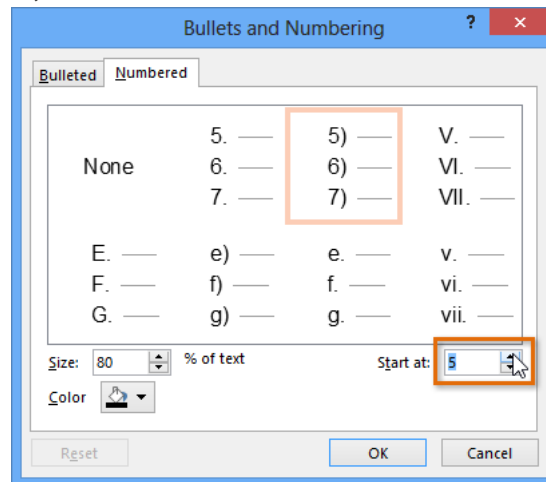 Bullets and Numbering ?
Bulleted Numbered
None
5.
6.
7.
5)
6)
7)
V.
VI.
VII.
E.
F.
G.
e)
f)
g)
e.
f.
g.
v.
vi.
vii.
Size: 80 % of text Start at: 5
Color
Reset OK Cancel